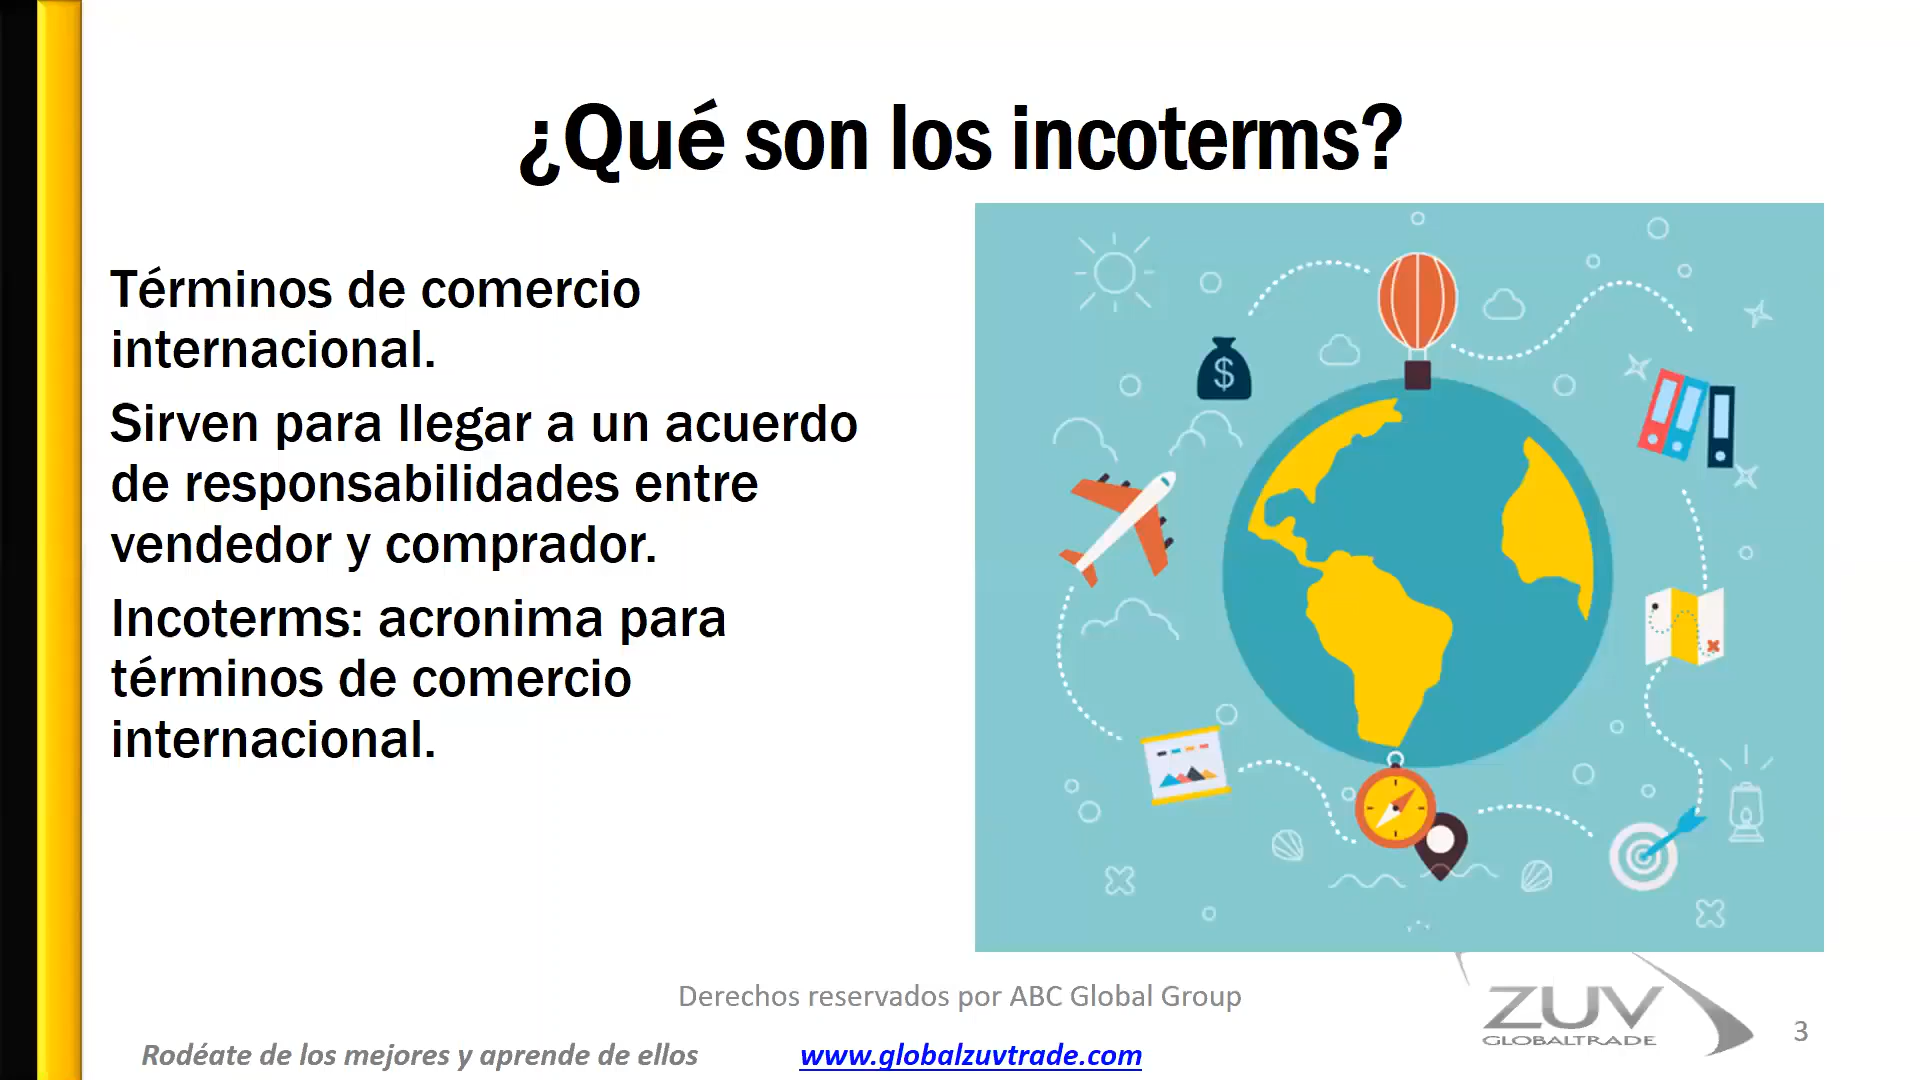 ¿Qué son los incoterms?
Términos de comercio
internacional.
Sirven para llegar a un acuerdo
de responsabilidades entre
vendedor y comprador.
Incoterms: acronima para
términos de comercio
internacional.
$
Derechos reservados por ABC Global Group
ZUV
GLOBALTRADE
3
Rodéate de los mejores y aprende de ellos
www.globalzuvtrade.com